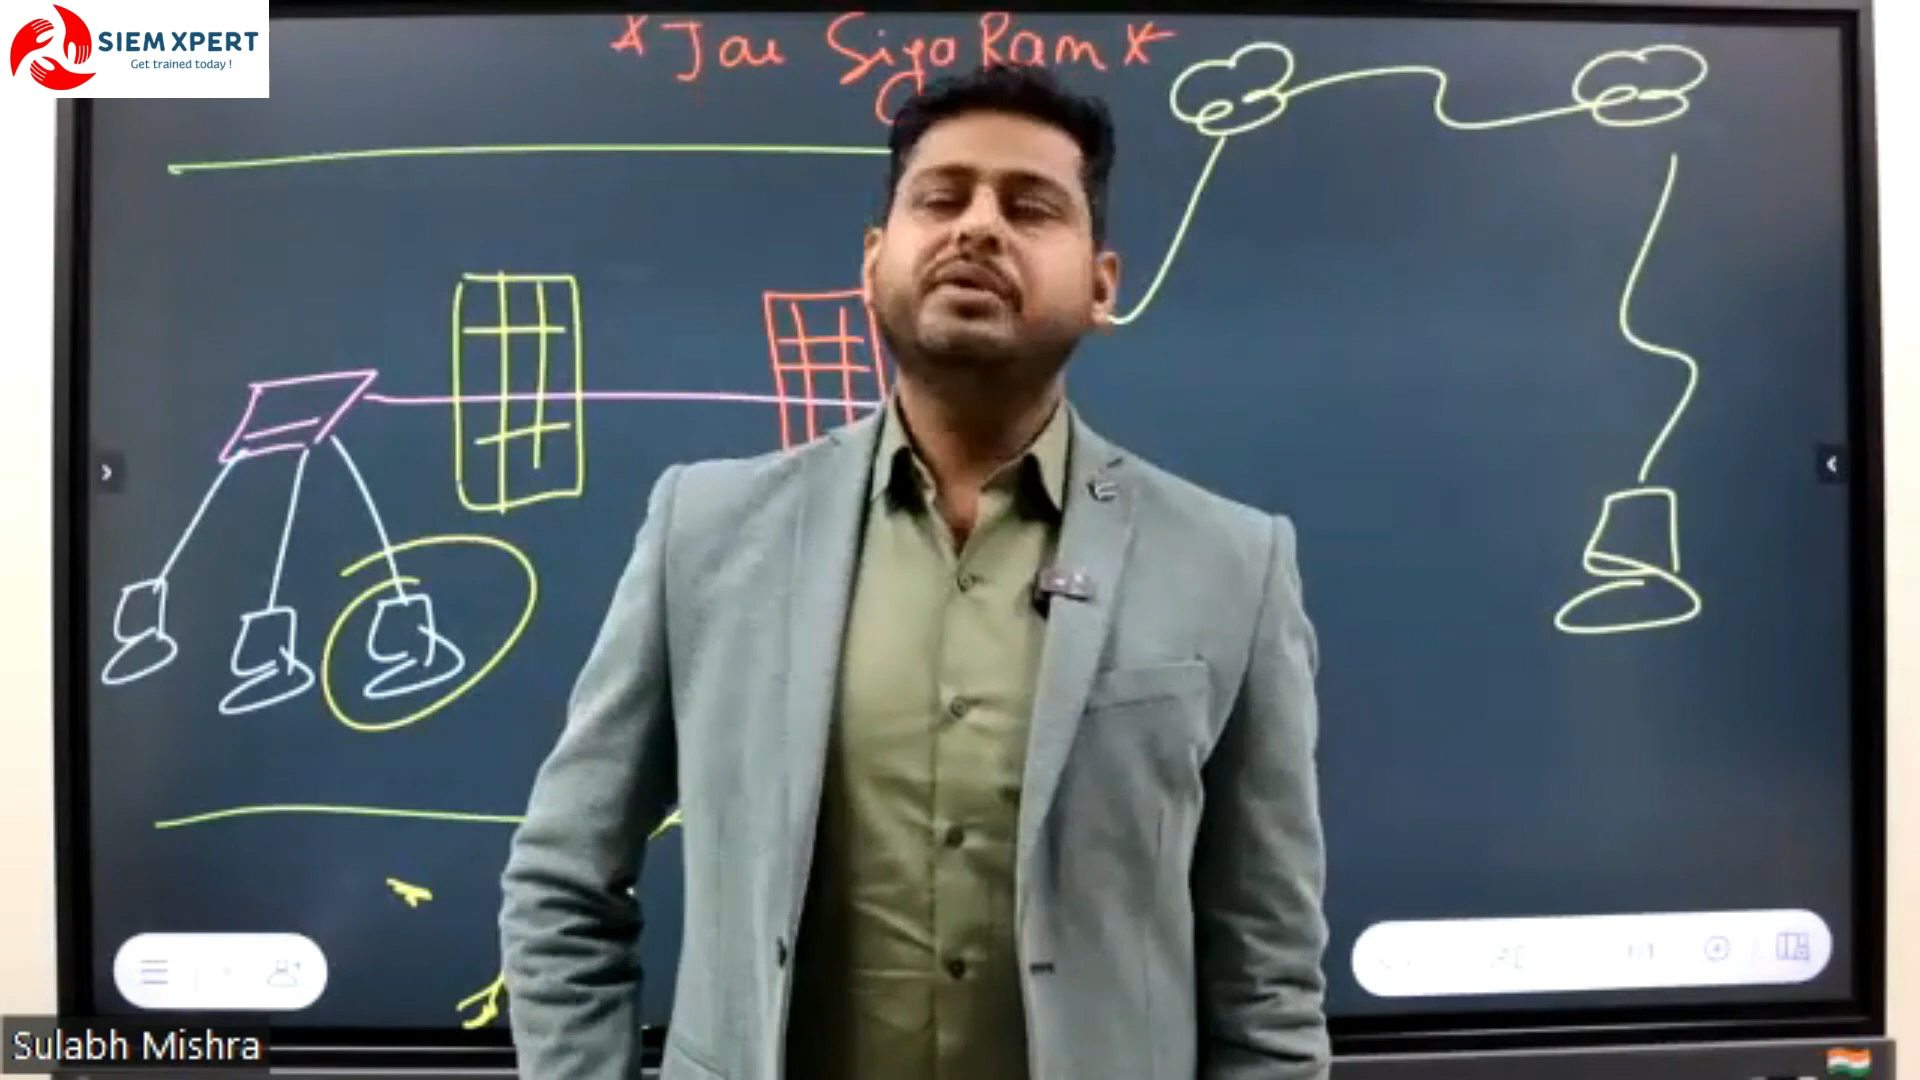 SIEM XPERT
Get trained today !
*Jai Siya Ram*
Sulabh Mishra